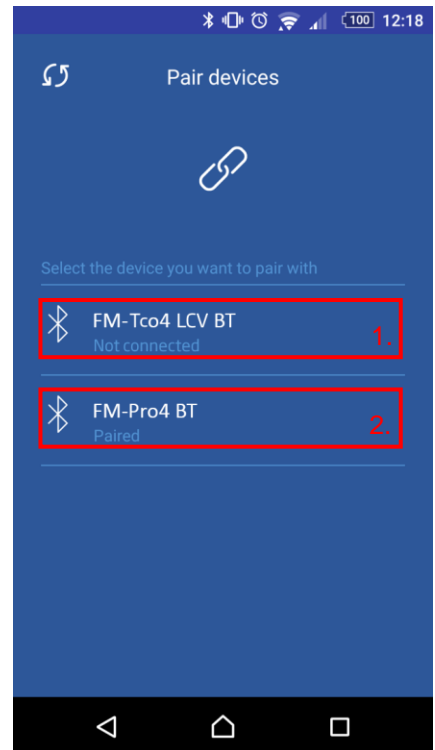 100 12:18
Pair devices
Select the device you want to pair with
FM-Tco4 LCV BT
Not connected
1.
FM-Pro4 BT
Paired
2.